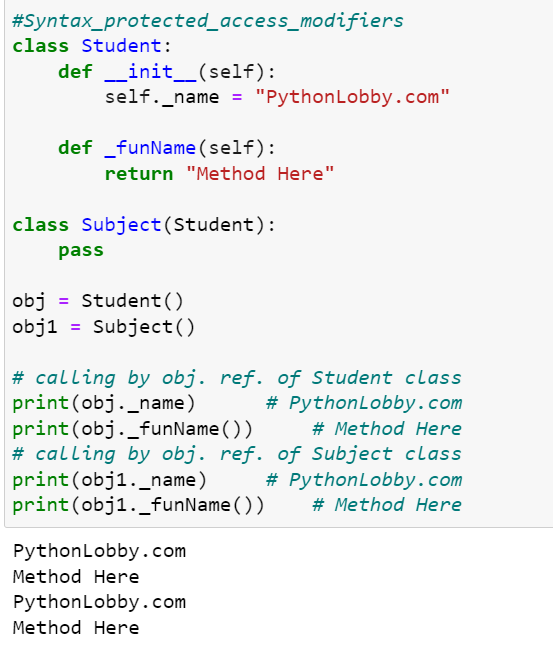 #Syntax_protected_access_modifiers
class Student:
    def __init__(self):
        self._name = "PythonLobby.com"

    def _funName(self):
        return "Method Here"

class Subject(Student):
    pass

obj = Student()
obj1 = Subject()

# calling by obj. ref. of Student class
print(obj._name)      # PythonLobby.com
print(obj._funName())     # Method Here
# calling by obj. ref. of Subject class
print(obj1._name)     # PythonLobby.com
print(obj1._funName())    # Method Here
PythonLobby.com
Method Here
PythonLobby.com
Method Here